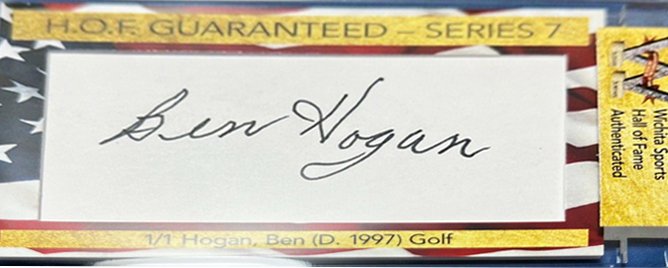 H.O.F. GUARANTEED – SERIES 7
Ben Hogan
1/1 Hogan, Ben (D. 1997) Golf
Wichita Sports
Hall of Fame
Authenticated